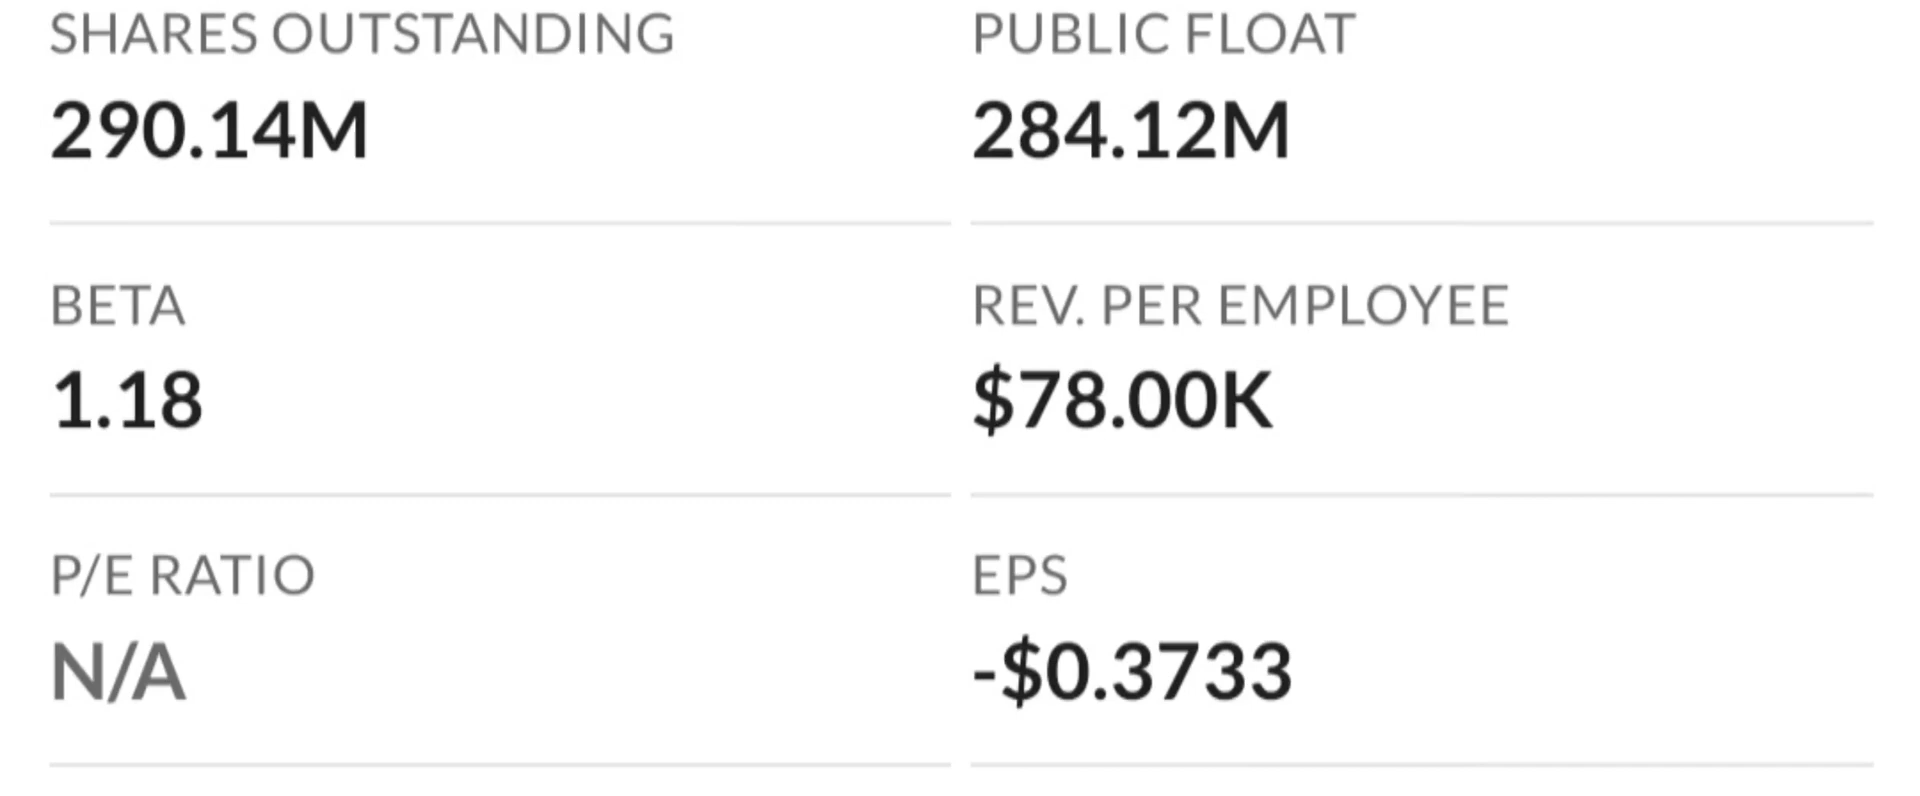 SHARES OUTSTANDING
290.14M
PUBLIC FLOAT
284.12M
BETA
1.18
REV. PER EMPLOYEE
$78.00K
P/E RATIO
N/A
EPS
-$0.3733